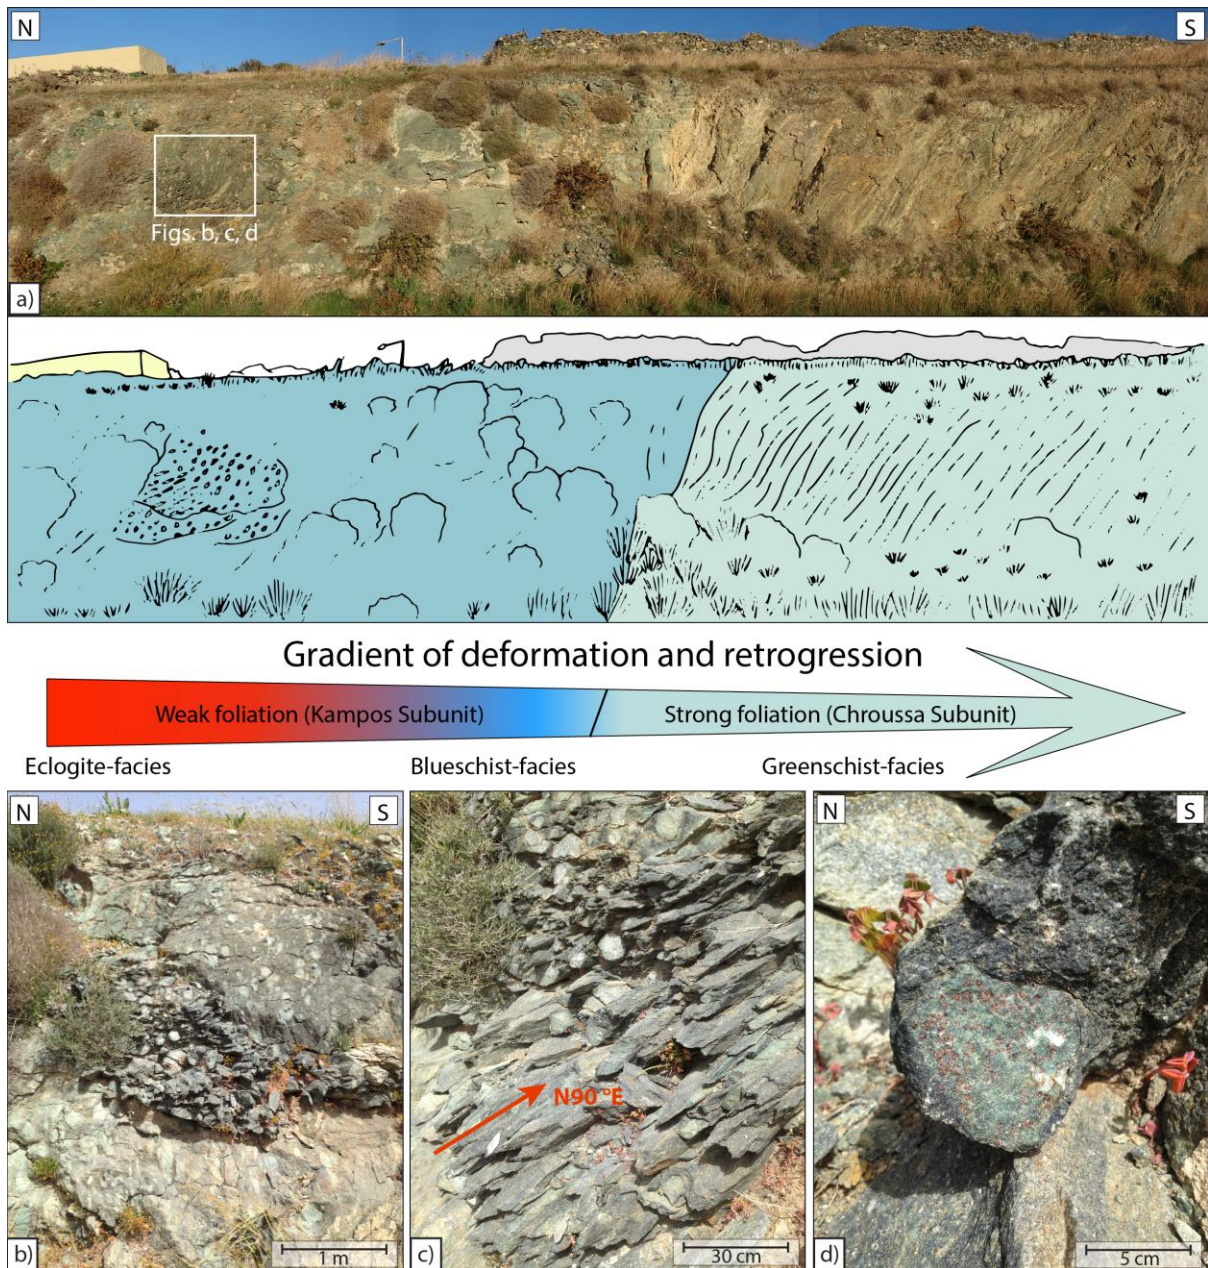 N
S
Figs. b, c, d
a)
Gradient of deformation and retrogression
Weak foliation (Kampos Subunit)
Strong foliation (Chroussa Subunit)
Eclogite-facies
Blueschist-facies
Greenschist-facies
N
S
1 m
b)
N90 °E
30 cm
c)
N
S
5 cm
d)